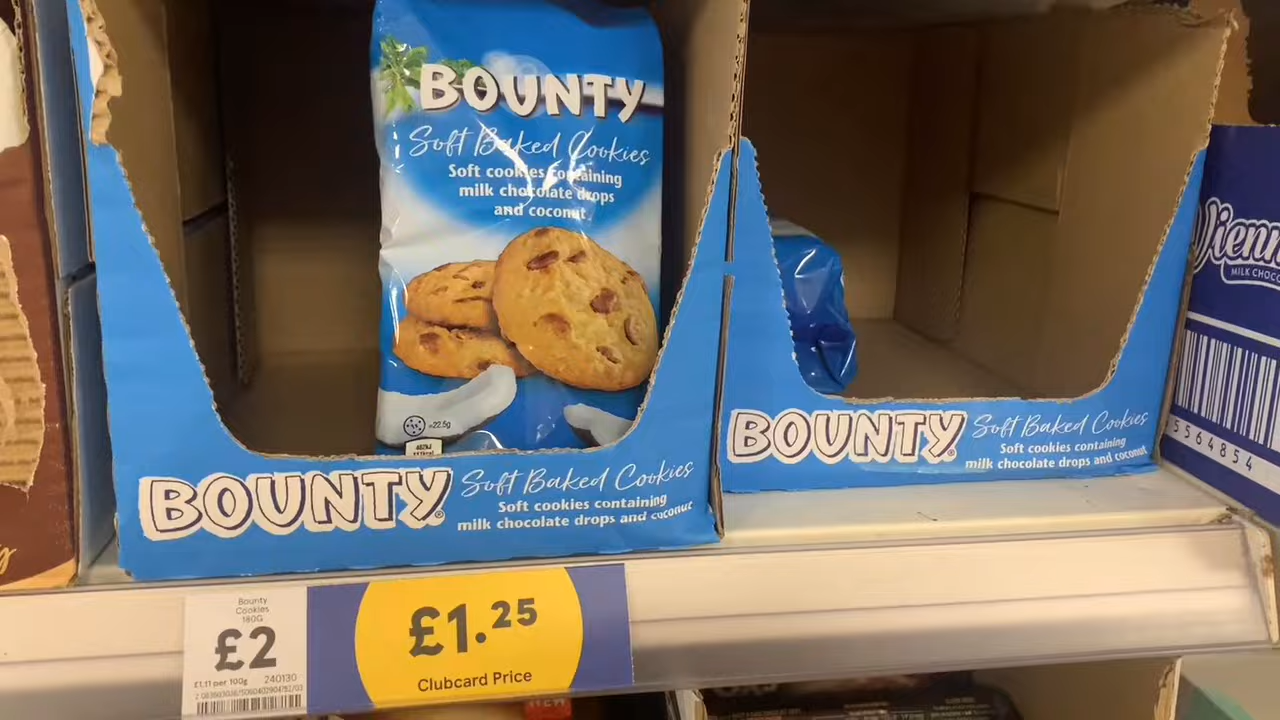 BOUNTY
Soft Baked Cookies
Soft cookies containing
milk chocolate drops
and coconut
BOUNTY
Soft Baked Cookies
Soft cookies containing
milk chocolate drops and coconut
BOUNTY
Soft Baked Cookies
Soft cookies containing
milk chocolate drops and coconut
MILK
5564854
Bounty
Cookies
180G
£2
£1.11 per 100g 240130
£1.25
Clubcard Price